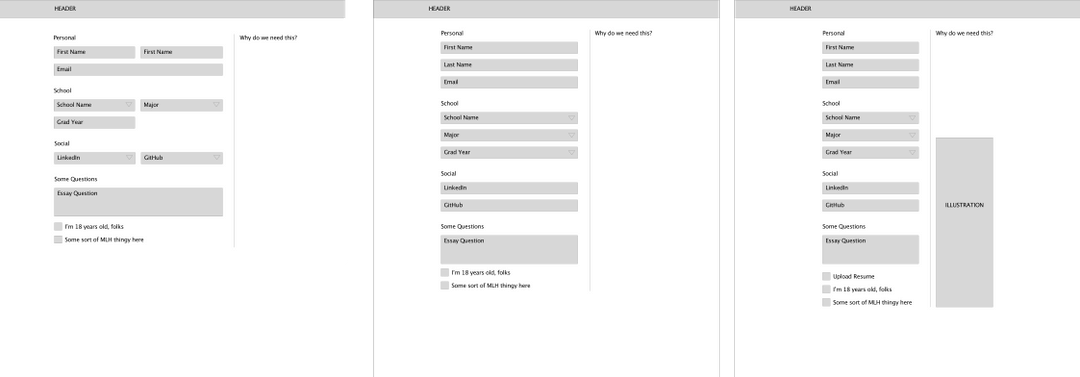 HEADER
Personal
Why do we need this?
First Name
First Name
Email
School
School Name
Major
Grad Year
Social
LinkedIn
GitHub
Some Questions
Essay Question
I'm 18 years old, folks
Some sort of MLH thingy here
HEADER
Personal
Why do we need this?
First Name
Last Name
Email
School
School Name
Major
Grad Year
Social
LinkedIn
GitHub
Some Questions
Essay Question
I'm 18 years old, folks
Some sort of MLH thingy here
HEADER
Personal
Why do we need this?
First Name
Last Name
Email
School
School Name
Major
Grad Year
Social
LinkedIn
GitHub
ILLUSTRATION
Some Questions
Essay Question
Upload Resume
I'm 18 years old, folks
Some sort of MLH thingy here